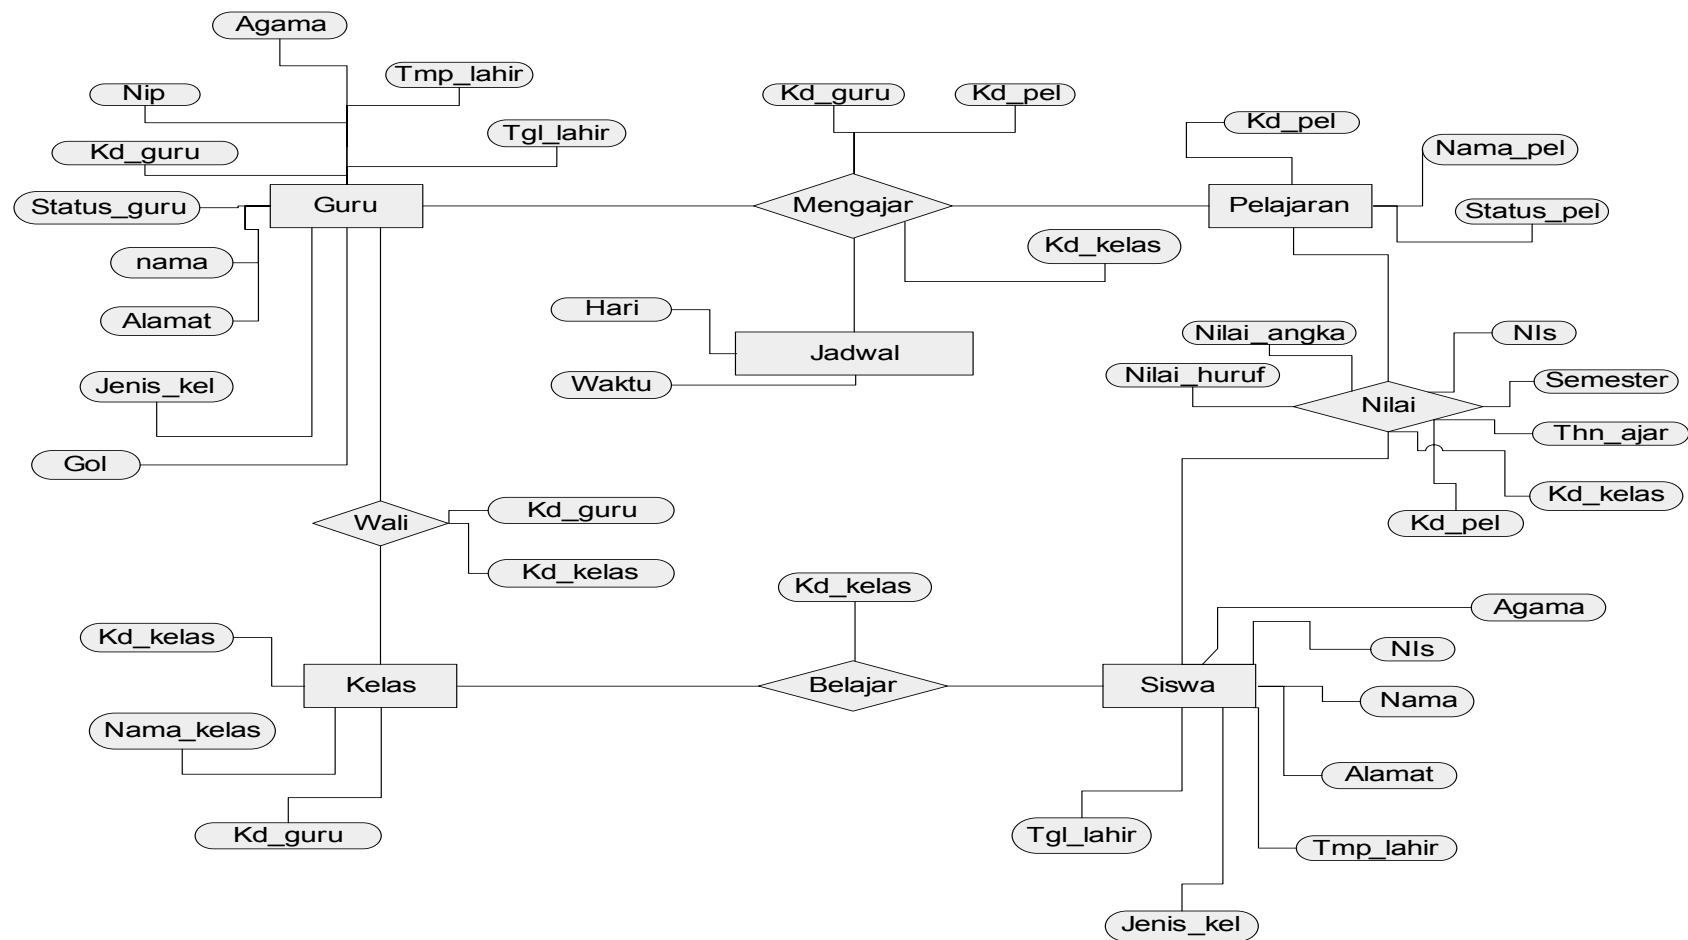 Agama
Tmp_lahir
Nip
Kd_guru
Kd_pel
Kd_pel
Tgl_lahir
Nama_pel
Kd_guru
Status_guru
Guru
Mengajar
Pelajaran
Status_pel
nama
Kd_kelas
Alamat
Hari
Nilai_angka
NIs
Jadwal
Jenis_kel
Waktu
Nilai_huruf
Semester
Nilai
Thn_ajar
Gol
Kd_kelas
Kd_guru
Wali
Kd_pel
Kd_kelas
Kd_kelas
Agama
Kd_kelas
NIs
Kelas
Belajar
Siswa
Nama
Nama_kelas
Alamat
Kd_guru
Tgl_lahir
Tmp_lahir
Jenis_kel